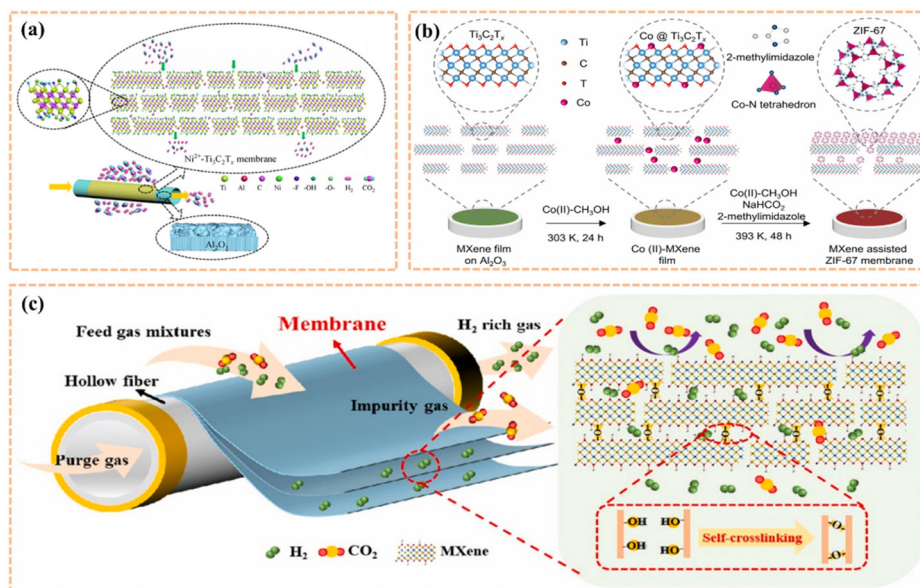 (a)
Ni²⁺-Ti₃C₂Tₓ membrane
Ti Al C Ni -F -OH -O- H₂ CO₂
Al₂O₃
(b)
Ti₃C₂Tₓ
Ti
C
T
Co
Co @ Ti₃C₂Tₓ
2-methylimidazole
Co-N tetrahedron
ZIF-67
MXene film
on Al₂O₃
Co(II)-CH₃OH
303 K, 24 h
Co (II)-MXene
film
Co(II)-CH₃OH
NaHCO₂
2-methylimidazole
393 K, 48 h
MXene assisted
ZIF-67 membrane
(c)
Feed gas mixtures
Membrane
H₂ rich gas
Hollow fiber
Impurity gas
Purge gas
H₂
CO₂
MXene
-OH HO-
-OH HO-
Self-crosslinking